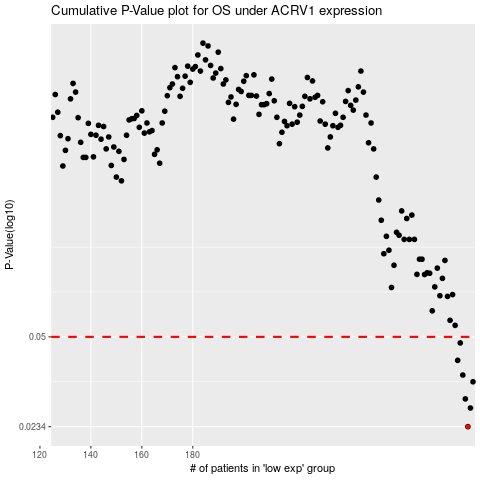 Cumulative P-Value plot for OS under ACRV1 expression
P-Value(log10)
0.05
0.0234
120 140 160 180
# of patients in 'low exp' group